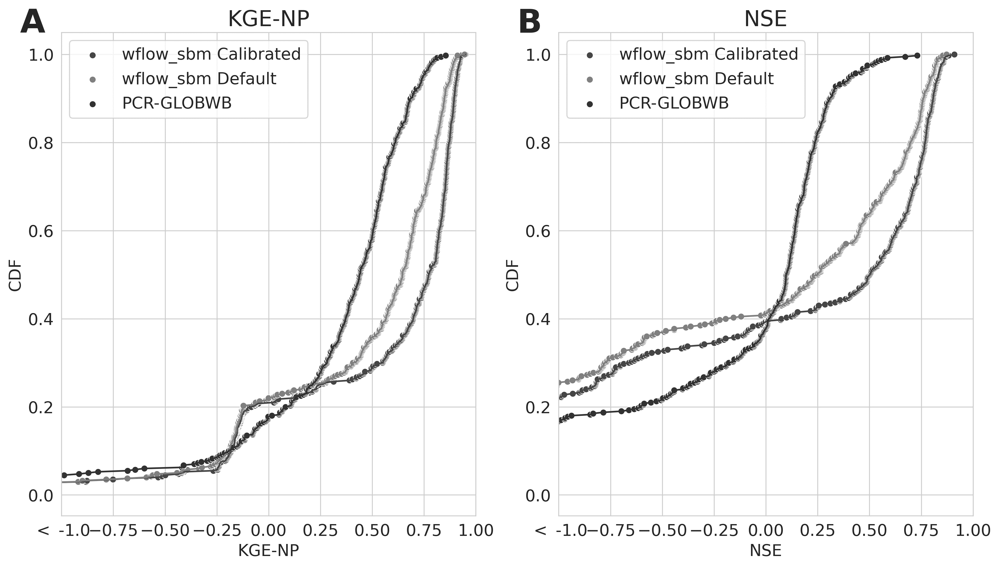 A
KGE-NP
wflow_sbm Calibrated
wflow_sbm Default
PCR-GLOBWB
1.0
0.8
0.6
0.4
0.2
0.0
CDF
< -1.0 −0.75 −0.50 −0.25 0.00 0.25 0.50 0.75 1.00
KGE-NP
B
NSE
wflow_sbm Calibrated
wflow_sbm Default
PCR-GLOBWB
1.0
0.8
0.6
0.4
0.2
0.0
CDF
< -1.0 −0.75 −0.50 −0.25 0.00 0.25 0.50 0.75 1.00
NSE